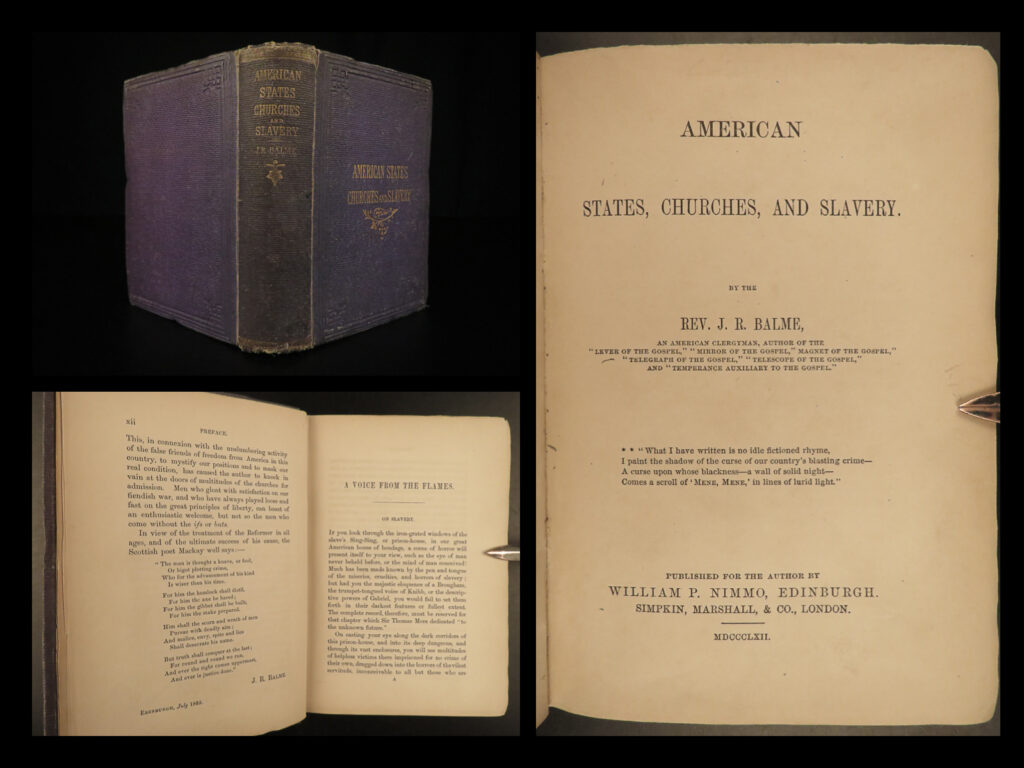 AMERICAN
STATES
CHURCHES
AND
SLAVERY
J.R. BALME
AMERICAN STATES
CHURCHES AND SLAVERY
AMERICAN
STATES, CHURCHES, AND SLAVERY.
BY THE
REV. J. R. BALME,
AN AMERICAN CLERGYMAN, AUTHOR OF THE
"LEVER OF THE GOSPEL," "MIRROR OF THE GOSPEL," MAGNET OF THE GOSPEL,"
"TELEGRAPH OF THE GOSPEL," "TELESCOPE OF THE GOSPEL,"
AND "TEMPERANCE AUXILIARY TO THE GOSPEL."
* * "What I have written is no idle fictioned rhyme,
I paint the shadow of the curse of our country's blasting crime—
A curse upon whose blackness—a wall of solid night—
Comes a scroll of 'MENE, MENE,' in lines of lurid light."
PUBLISHED FOR THE AUTHOR BY
WILLIAM P. NIMMO, EDINBURGH.
SIMPKIN, MARSHALL, & CO., LONDON.
MDCCCLXII.
xii
PREFACE.
This, in connexion with the unslumbering activity
of the false friends of freedom from America in this
country, to mystify our positions and to mask our
real condition, has caused the author to knock in
vain at the doors of multitudes of the churches for
admission. Men who gloat with satisfaction on our
fiendish war, and who have always played loose and
fast on the great principles of liberty, can boast of
an enthusiastic welcome, but not so the men who
come without the ifs or buts.
In view of the treatment of the Reformer in all
ages, and of the ultimate success of his cause, the
Scottish poet Mackay well says:—
"The man is thought a knave, or fool,
Or bigot plotting crime,
Who for the advancement of his kind
Is wiser than his time.
For him the hemlock shall distil,
For him the axe be bared;
For him the gibbet shall be built,
For him the stake prepared.
Him shall the scorn and wrath of men
Pursue with deadly aim;
And malice, envy, spite and lies
Shall desecrate his name.
But truth shall conquer at the last;
For round and round we run,
And ever the right comes uppermost,
And ever is justice done."
J. R. BALME.
EDINBURGH, July 1862.
A VOICE FROM THE FLAMES.
ON SLAVERY.
If you look through the iron-grated windows of the
slave's Sing-Sing, or prison-house, in our great
American house of bondage, a scene of horror will
present itself to your view, such as the eye of man
never beheld before, or the mind of man conceived!
Much has been made known by the pen and tongue
of the miseries, cruelties, and horrors of slavery;
but had you the majestic eloquence of a Brougham,
the trumpet-tongued voice of Knibb, or the descrip-
tive powers of Gabriel, you would fail to set them
forth in their darkest features or fullest extent.
The complete record, therefore, must be reserved for
that chapter which Sir Thomas More dedicated "to
the unknown future."
On casting your eye along the dark corridors of
this prison-house, and into its deep dungeons, and
through its vast enclosures, you will see multitudes
of helpless victims there imprisoned for no crime of
their own, dragged down into the horrors of the vilest
servitude, inconceivable to all but those who are
A